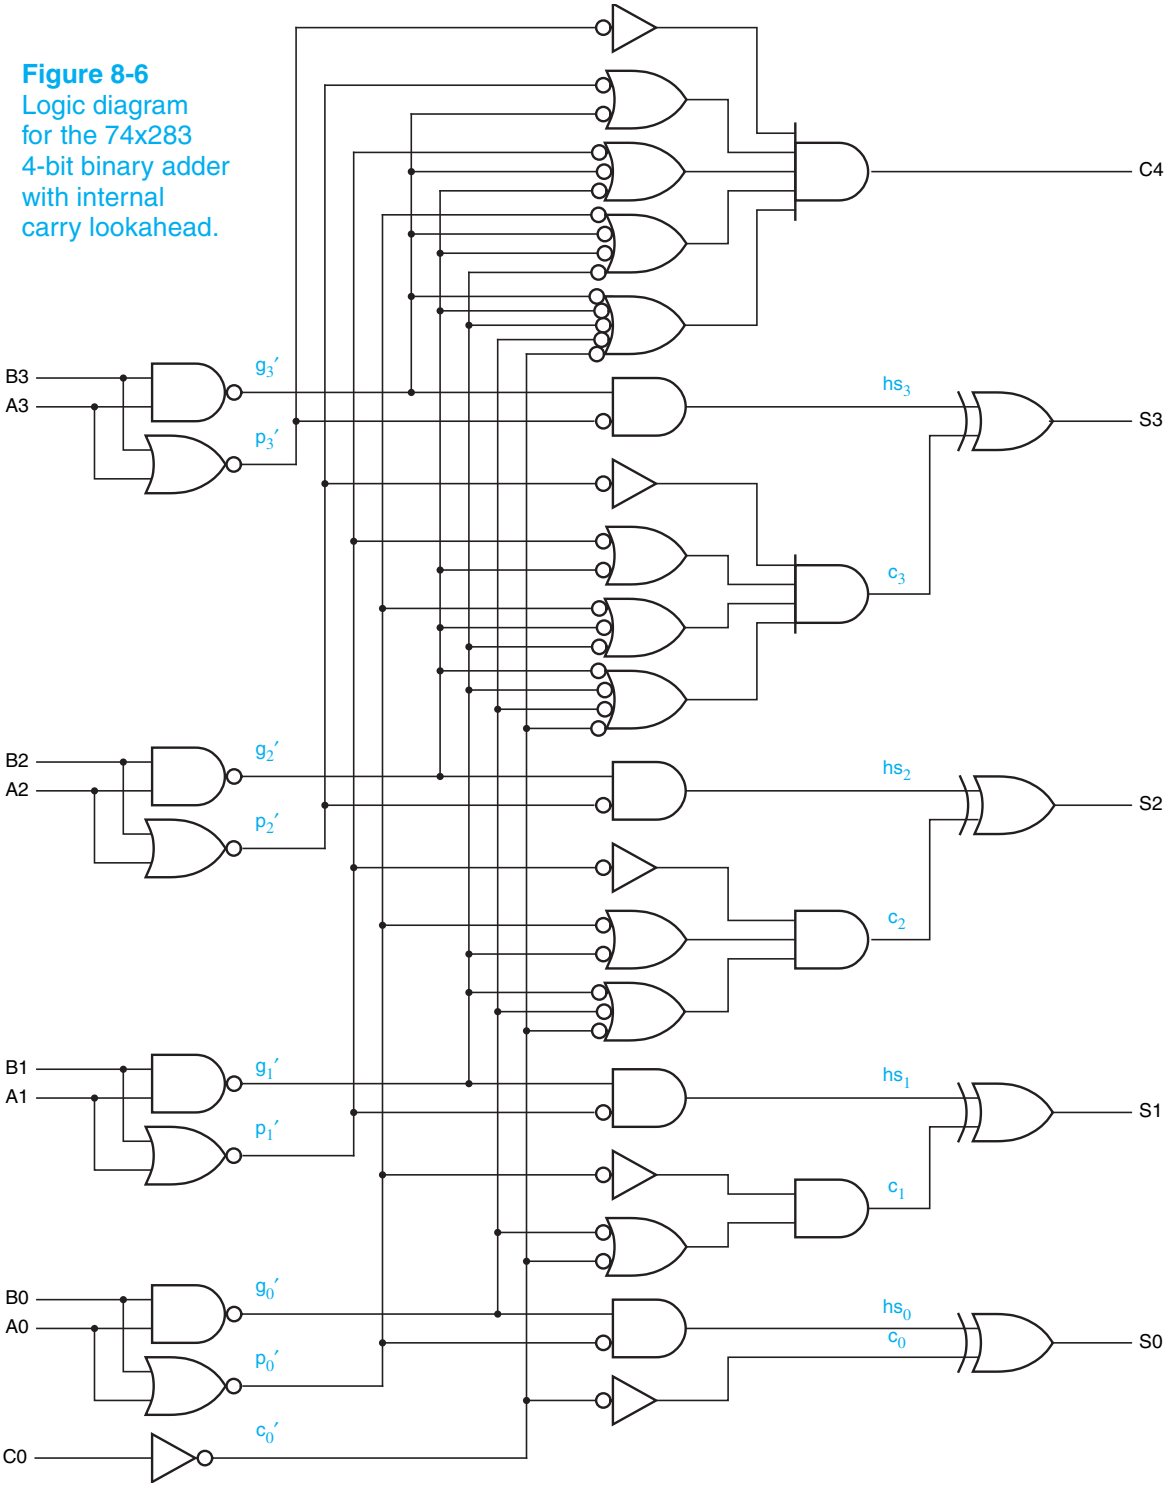 Figure 8-6
Logic diagram
for the 74x283
4-bit binary adder
with internal
carry lookahead.
C4
B3
A3
g₃′
p₃′
hs₃
S3
c₃
B2
A2
g₂′
p₂′
hs₂
S2
c₂
B1
A1
g₁′
p₁′
hs₁
S1
c₁
B0
A0
g₀′
p₀′
hs₀
c₀
S0
C0
c₀′